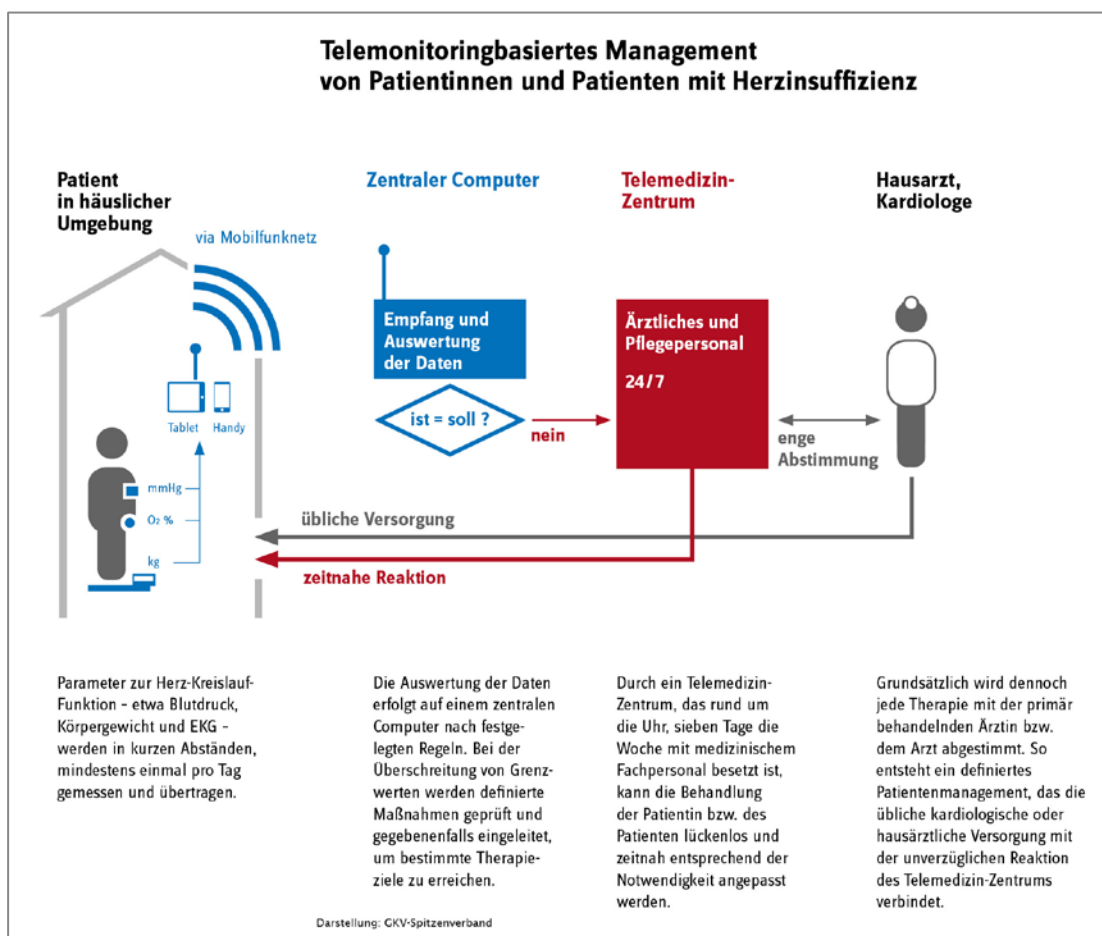 Telemonitoringbasiertes Management
von Patientinnen und Patienten mit Herzinsuffizienz
Patient
in häuslicher
Umgebung
via Mobilfunknetz
Tablet Handy
mmHg
O₂ %
kg
Zentraler Computer
Empfang und
Auswertung
der Daten
ist = soll ?
nein
Telemedizin-
Zentrum
Ärztliches und
Pflegepersonal
24/7
enge
Abstimmung
Hausarzt,
Kardiologe
übliche Versorgung
zeitnahe Reaktion
Parameter zur Herz-Kreislauf-
Funktion – etwa Blutdruck,
Körpergewicht und EKG –
werden in kurzen Abständen,
mindestens einmal pro Tag
gemessen und übertragen.
Die Auswertung der Daten
erfolgt auf einem zentralen
Computer nach festge-
legten Regeln. Bei der
Überschreitung von Grenz-
werten werden definierte
Maßnahmen geprüft und
gegebenenfalls eingeleitet,
um bestimmte Therapie-
ziele zu erreichen.
Durch ein Telemedizin-
Zentrum, das rund um
die Uhr, sieben Tage die
Woche mit medizinischem
Fachpersonal besetzt ist,
kann die Behandlung
der Patientin bzw. des
Patienten lückenlos und
zeitnah entsprechend der
Notwendigkeit angepasst
werden.
Grundsätzlich wird dennoch
jede Therapie mit der primär
behandelnden Ärztin bzw.
dem Arzt abgestimmt. So
entsteht ein definiertes
Patientenmanagement, das die
übliche kardiologische oder
hausärztliche Versorgung mit
der unverzüglichen Reaktion
des Telemedizin-Zentrums
verbindet.
Darstellung: GKV-Spitzenverband